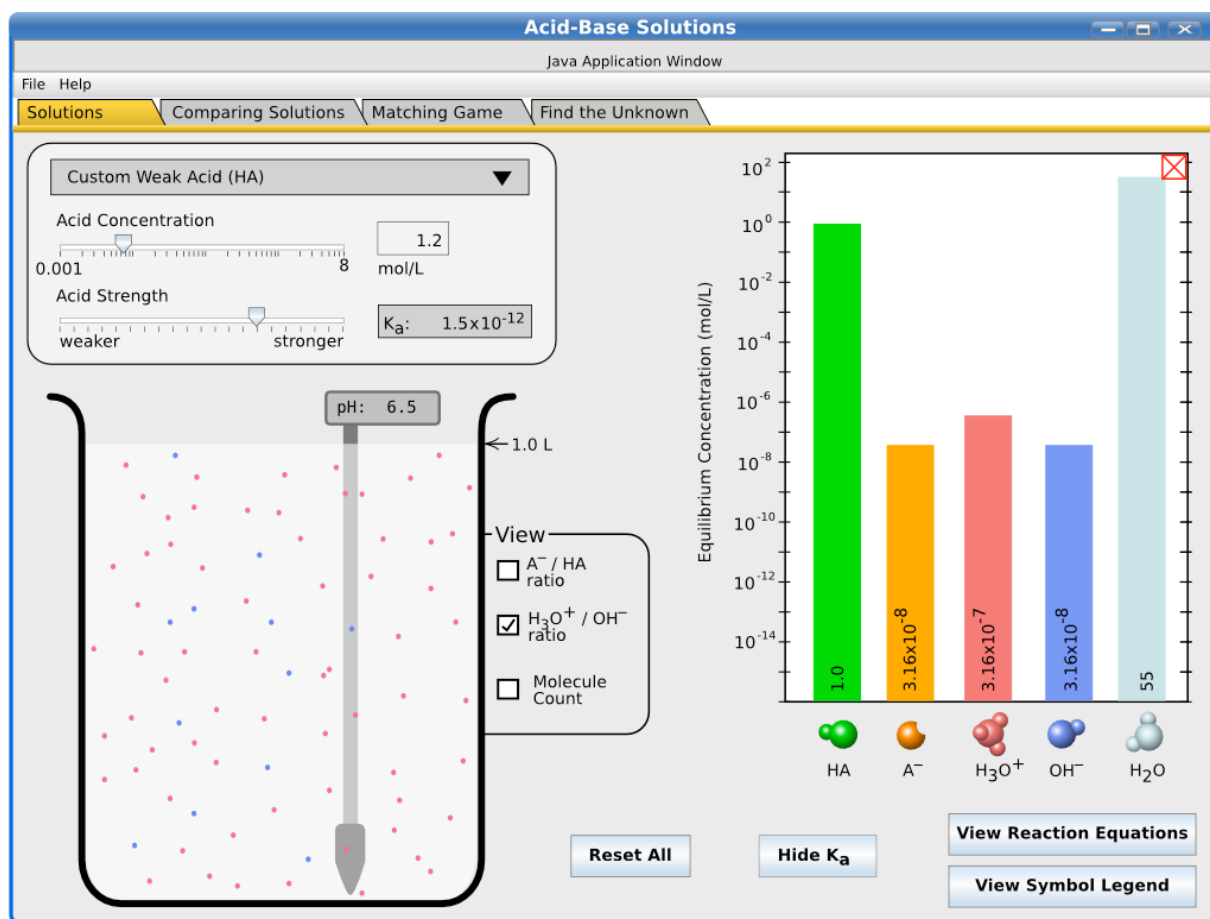 Acid-Base Solutions
Java Application Window
File Help
Solutions Comparing Solutions Matching Game Find the Unknown
Custom Weak Acid (HA)
Acid Concentration
0.001 8
1.2
mol/L
Acid Strength
weaker stronger
Ka: 1.5x10⁻¹²
pH: 6.5
1.0 L
View
A⁻ / HA
ratio
H₃O⁺ / OH⁻
ratio
Molecule
Count
Equilibrium Concentration (mol/L)
10²
10⁰
10⁻²
10⁻⁴
10⁻⁶
10⁻⁸
10⁻¹⁰
10⁻¹²
10⁻¹⁴
1.0 3.16x10⁻⁸ 3.16x10⁻⁷ 3.16x10⁻⁸ 55
HA A⁻ H₃O⁺ OH⁻ H₂O
Reset All
Hide Ka
View Reaction Equations
View Symbol Legend